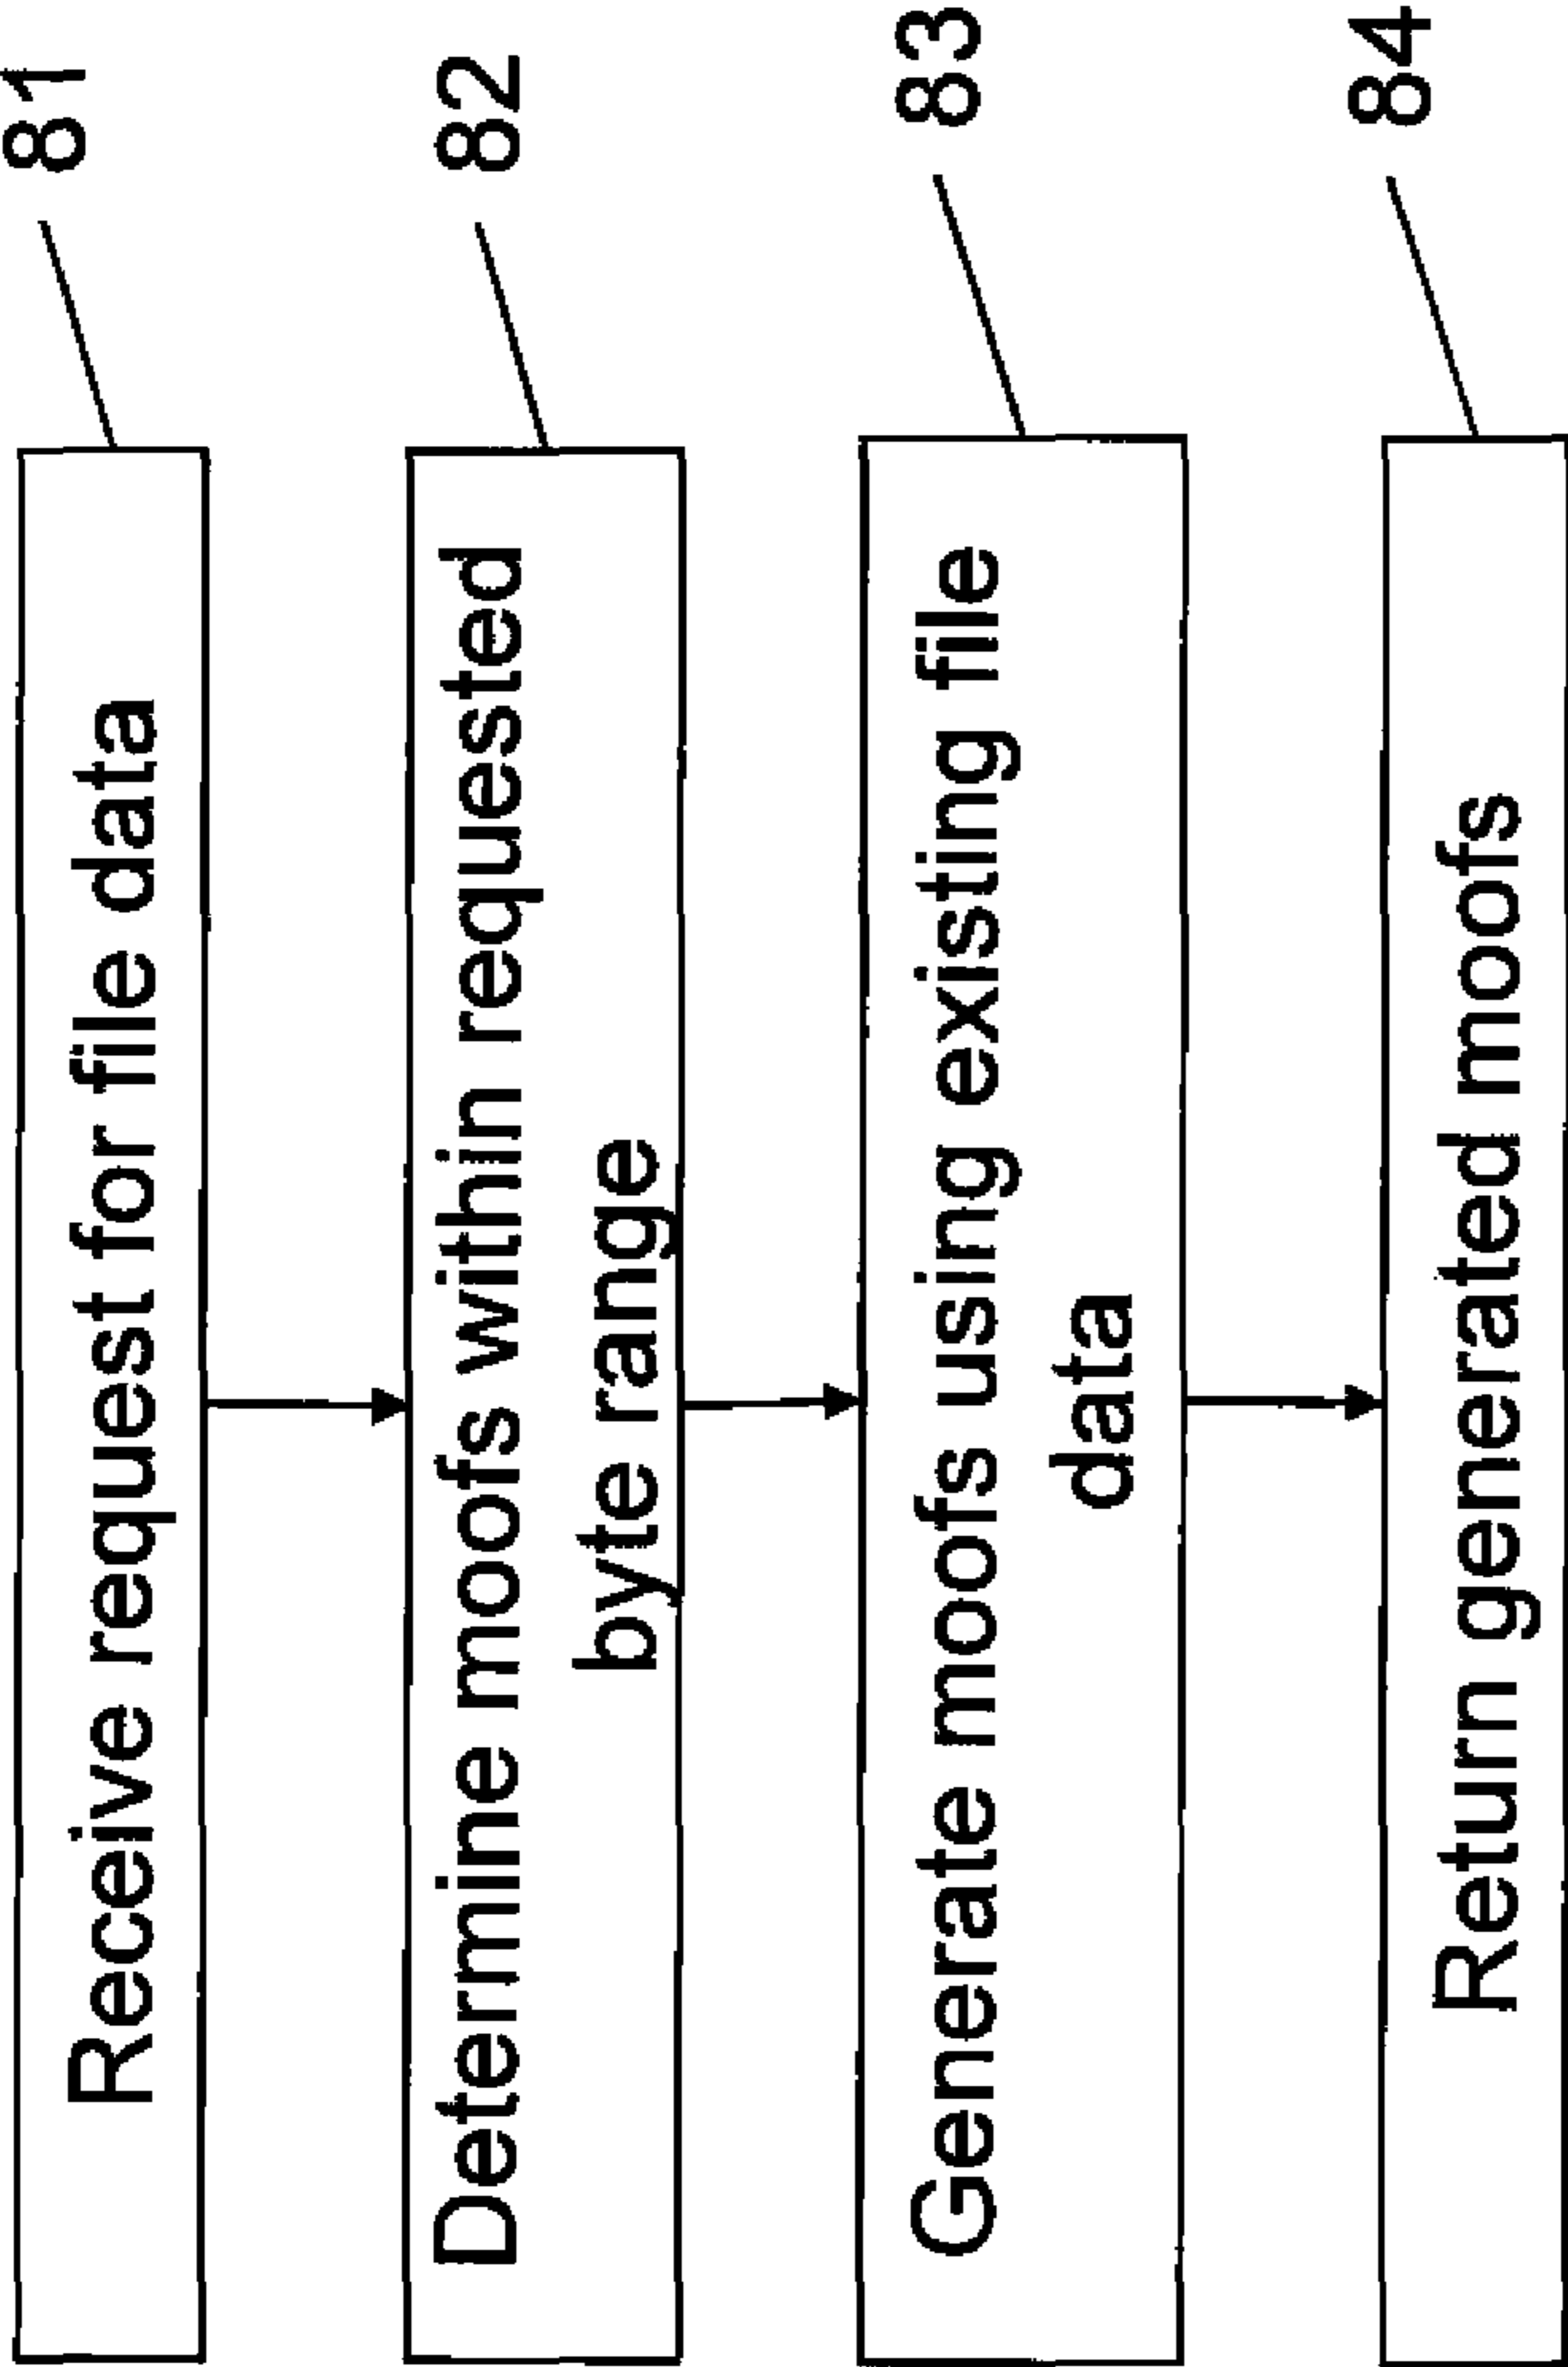 Receive request for file data
81
Determine moofs within requested
byte range
82
Generate moofs using existing file
data
83
Return generated moofs
84